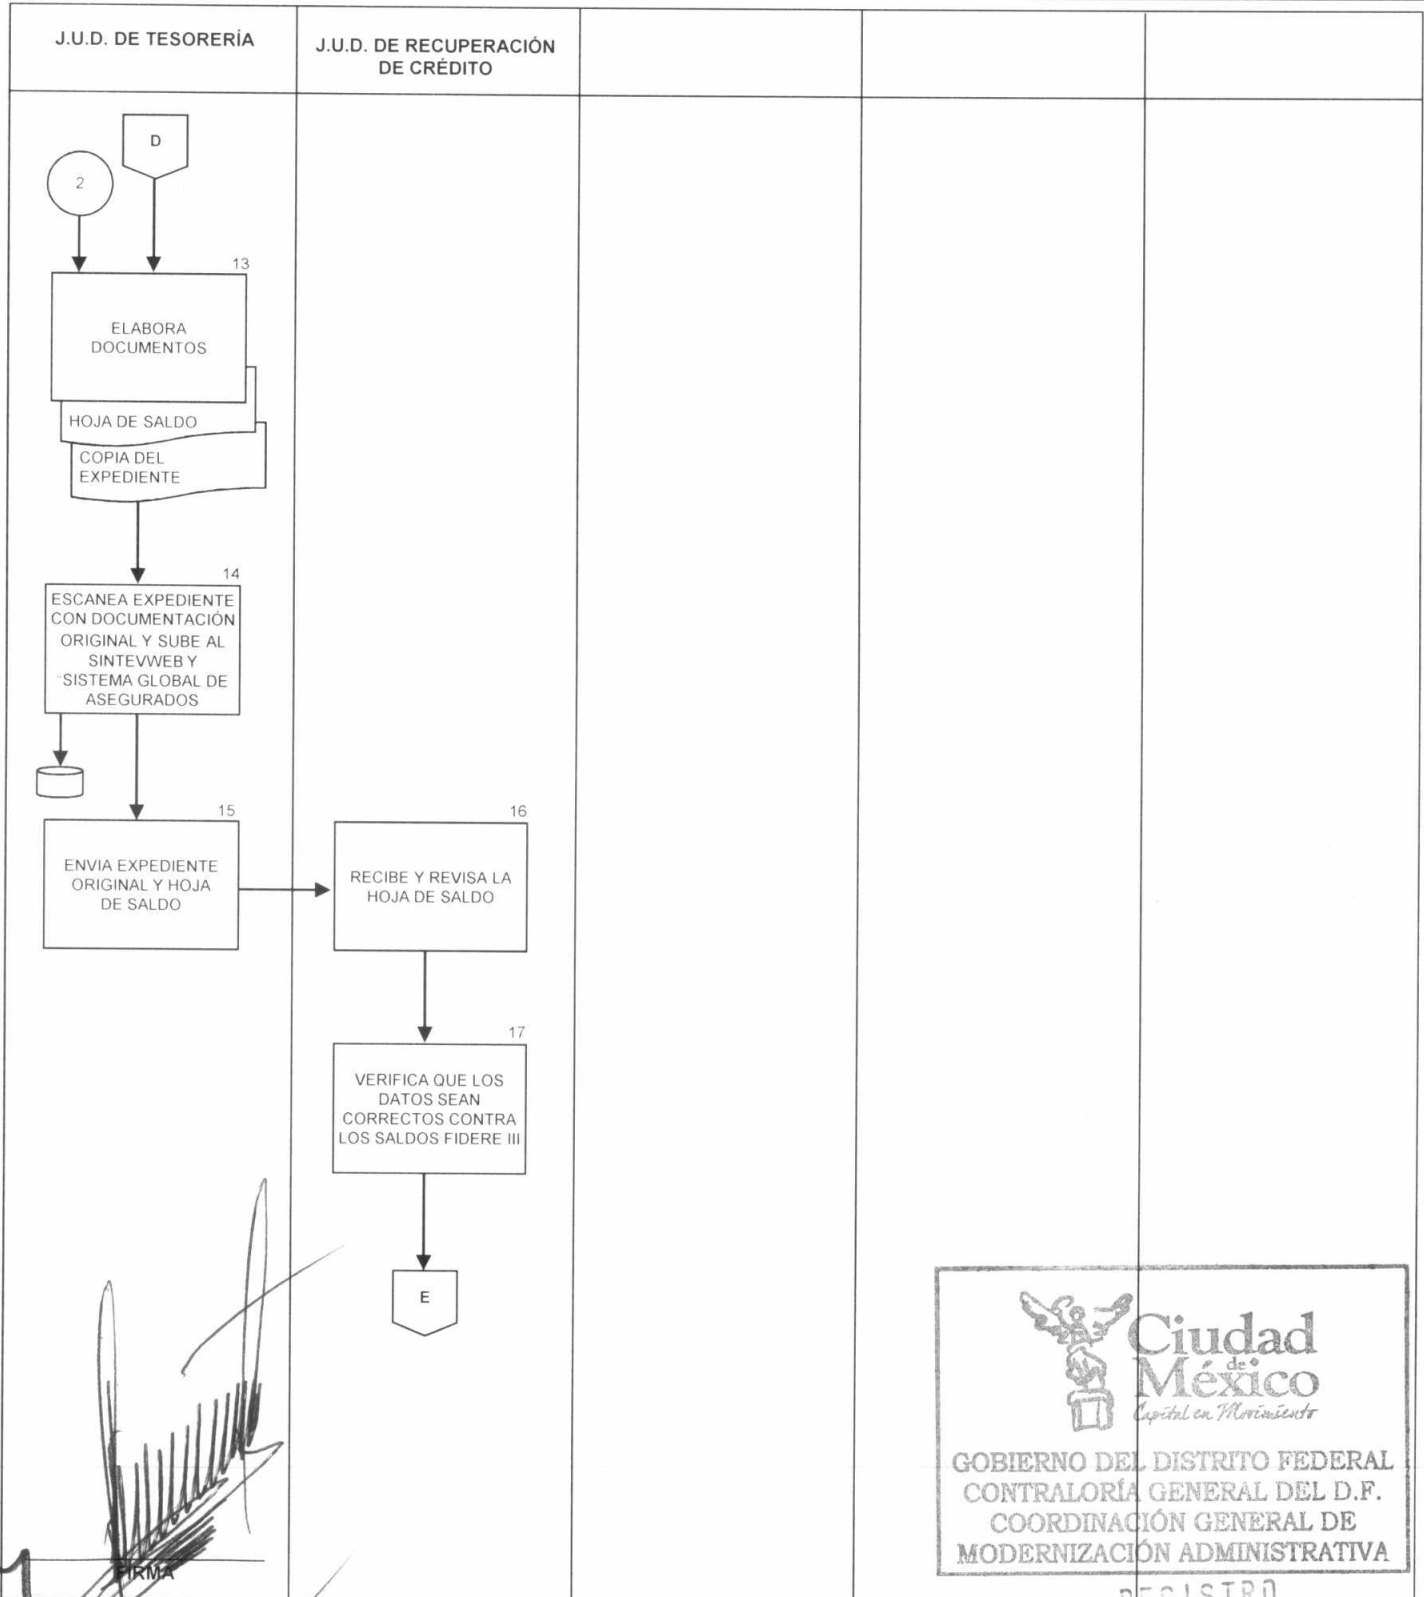 J.U.D. DE TESORERÍA
J.U.D. DE RECUPERACIÓN
DE CRÉDITO
D
2
13
ELABORA
DOCUMENTOS
HOJA DE SALDO
COPIA DEL
EXPEDIENTE
14
ESCANEA EXPEDIENTE
CON DOCUMENTACIÓN
ORIGINAL Y SUBE AL
SINTEVWEB Y
“SISTEMA GLOBAL DE
ASEGURADOS
15
ENVIA EXPEDIENTE
ORIGINAL Y HOJA
DE SALDO
16
RECIBE Y REVISA LA
HOJA DE SALDO
17
VERIFICA QUE LOS
DATOS SEAN
CORRECTOS CONTRA
LOS SALDOS FIDERE III
E
Ciudad
de
México
Capital en Movimiento
GOBIERNO DEL DISTRITO FEDERAL
CONTRALORÍA GENERAL DEL D.F.
COORDINACIÓN GENERAL DE
MODERNIZACIÓN ADMINISTRATIVA
REGISTRO
FIRMA